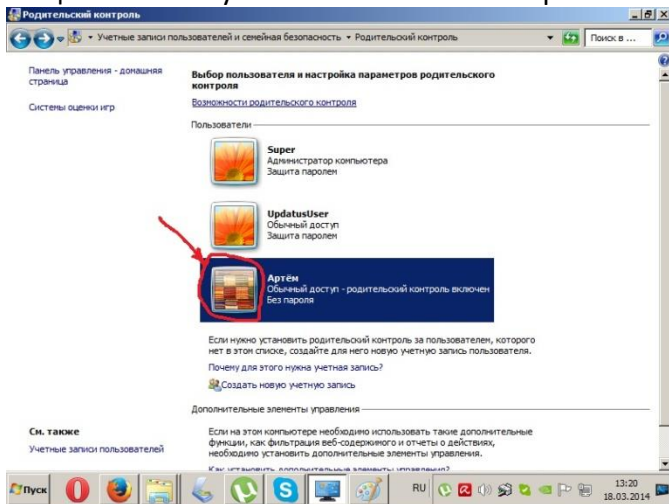 Родительский контроль
Учетные записи пользователей и семейная безопасность
Родительский контроль
Поиск в ...
Панель управления - домашняя
страница
Системы оценки игр
Выбор пользователя и настройка параметров родительского
контроля
Возможности родительского контроля
Пользователи
Super
Администратор компьютера
Защита паролем
UpdatusUser
Обычный доступ
Защита паролем
Артём
Обычный доступ - родительский контроль включен
Без пароля
Если нужно установить родительский контроль за пользователем, которого
нет в этом списке, создайте для него новую учетную запись пользователя.
Почему для этого нужна учетная запись?
Создать новую учетную запись
Дополнительные элементы управления
Если на этом компьютере необходимо использовать такие дополнительные
функции, как фильтрация веб-содержимого и отчеты о действиях,
необходимо установить дополнительные элементы управления.
Как установить дополнительные элементы управления?
См. также
Учетные записи пользователей
Пуск
RU
13:20
18.03.2014